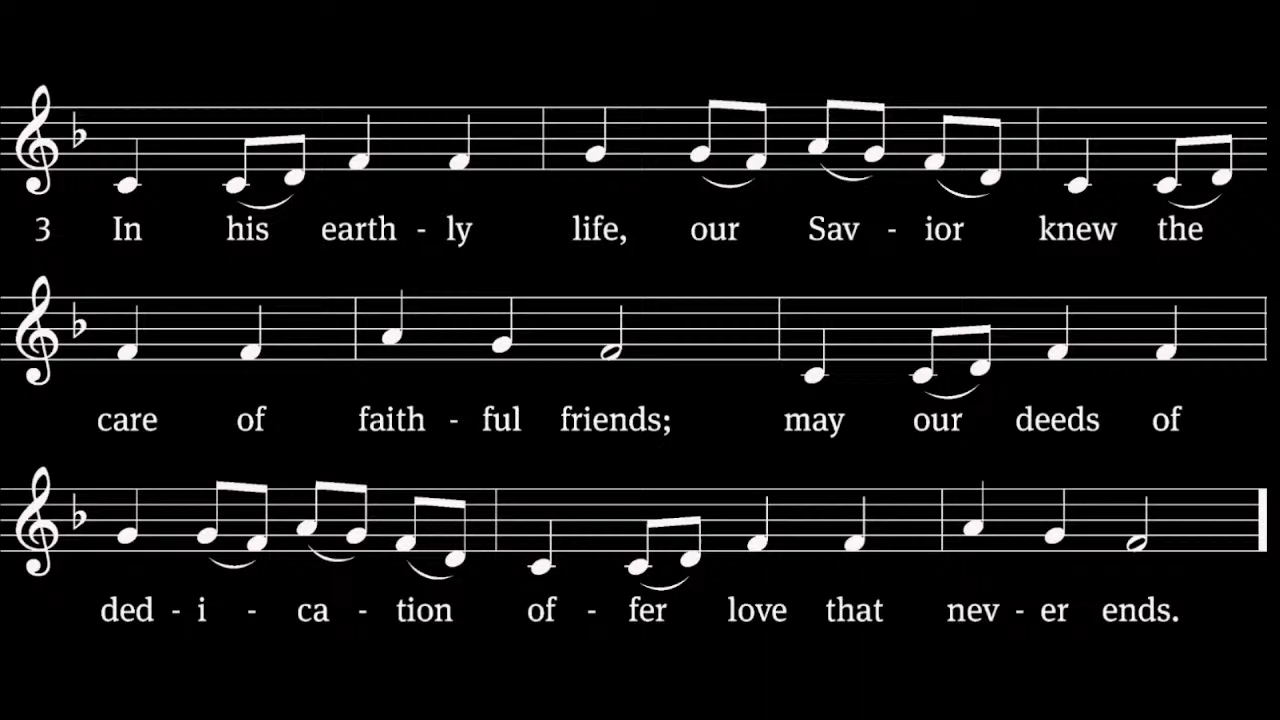 3 In his earth - ly life, our Sav - ior knew the
care of faith - ful friends; may our deeds of
ded - i - ca - tion of - fer love that nev - er ends.